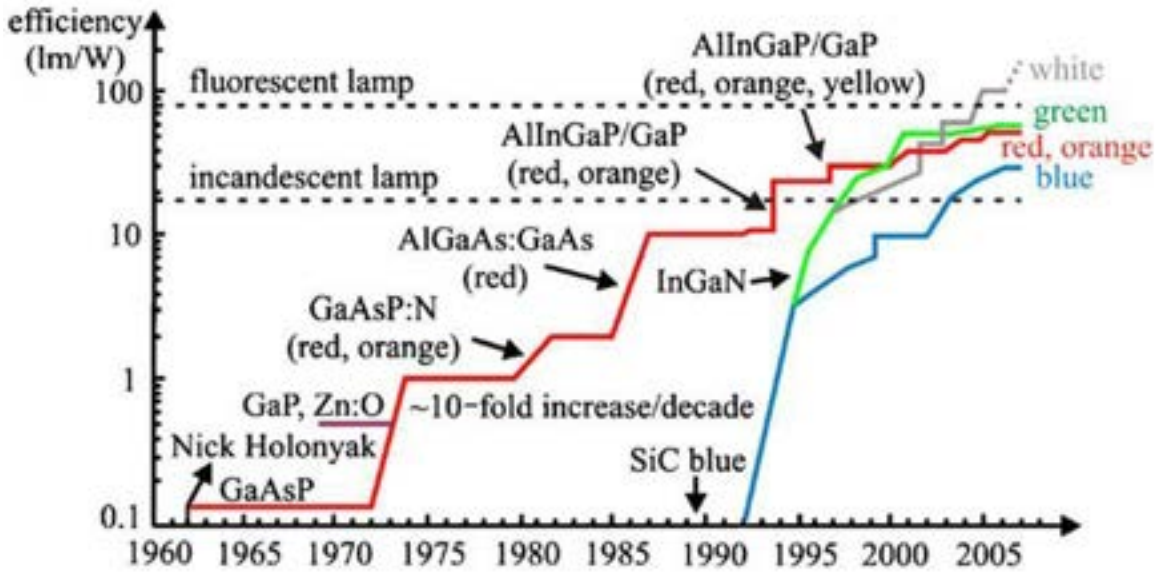 efficiency
(lm/W)
AlInGaP/GaP
(red, orange, yellow)
white
fluorescent lamp
100
green
AlInGaP/GaP
(red, orange)
red, orange
incandescent lamp
blue
10
AlGaAs:GaAs
(red)
InGaN
GaAsP:N
(red, orange)
1
GaP, Zn:O
~10-fold increase/decade
Nick Holonyak
SiC blue
GaAsP
0.1
1960 1965 1970 1975 1980 1985 1990 1995 2000 2005